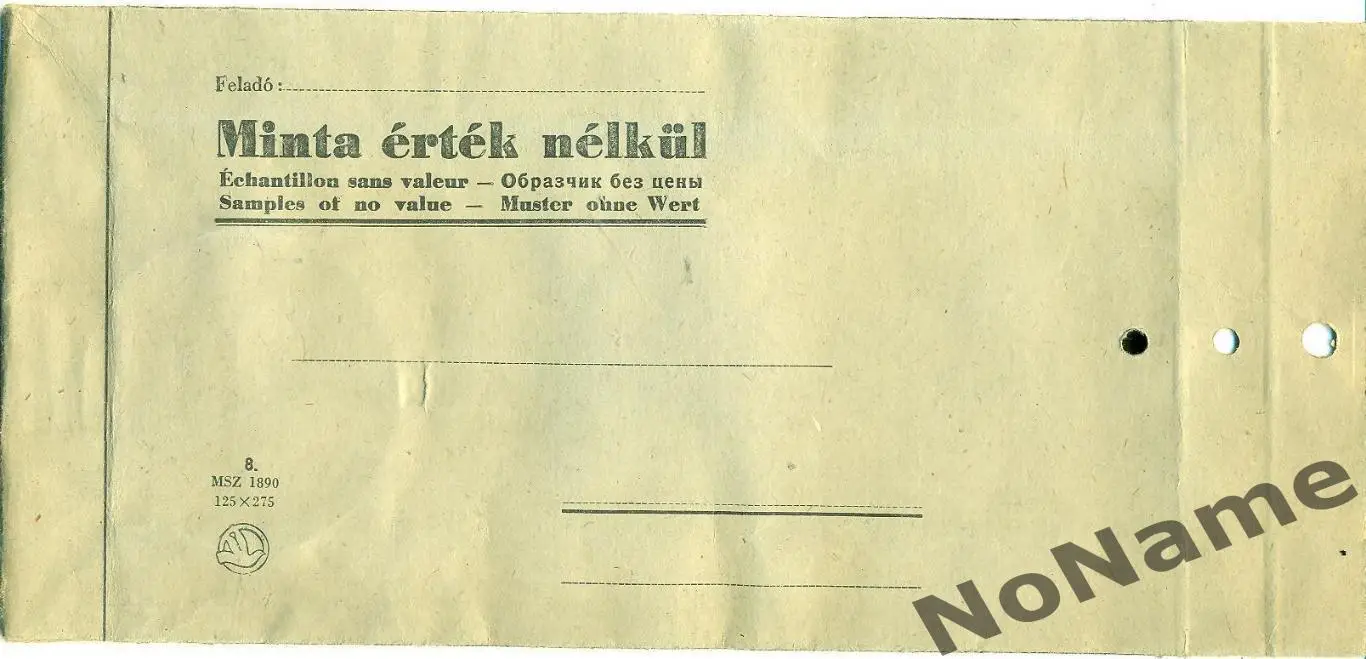 Feladó:
Minta érték nélkül
Échantillon sans valeur — Образчик без цены
Samples of no value — Muster ohne Wert
8.
MSZ 1890
125×275
NoName